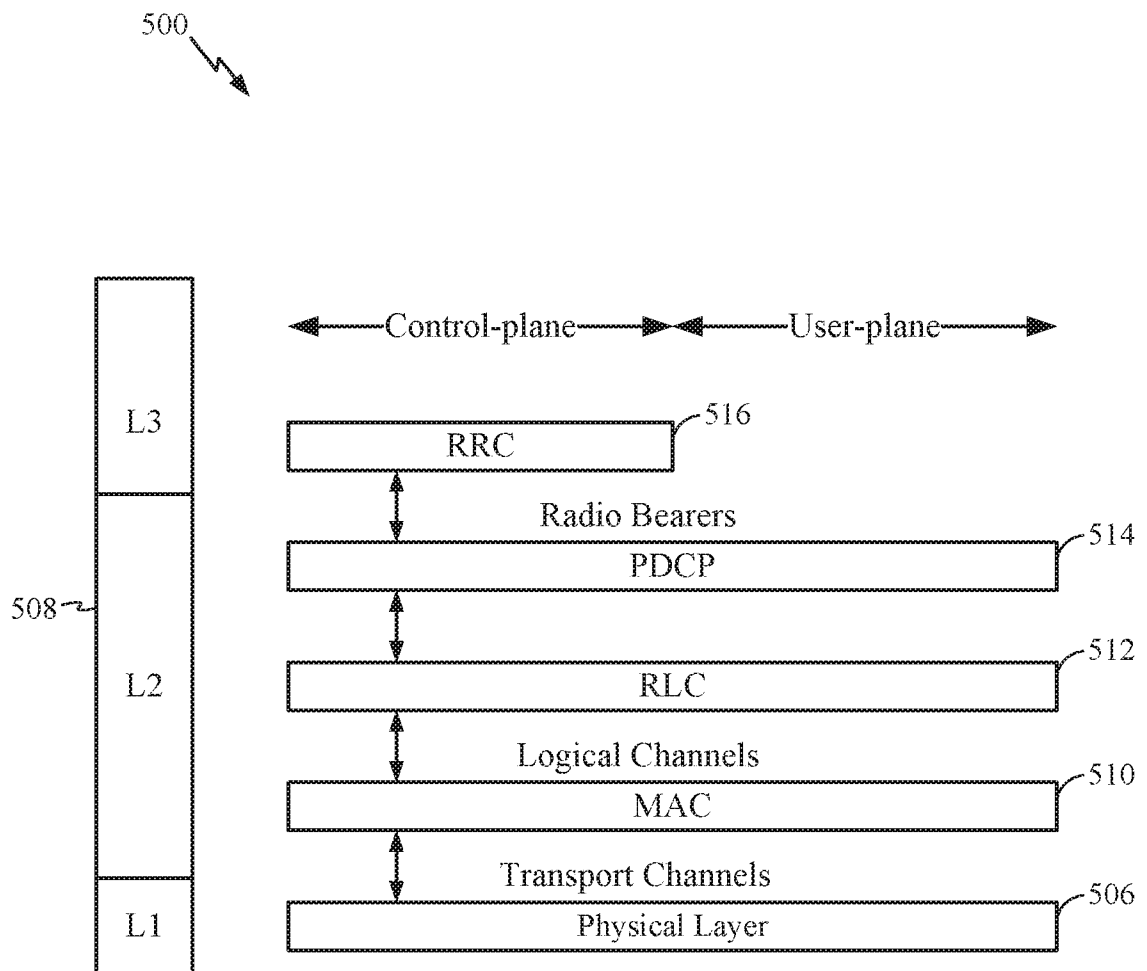 500
Control-plane User-plane
L3
RRC
516
Radio Bearers
514
PDCP
508
L2
512
RLC
Logical Channels
510
MAC
Transport Channels
506
L1
Physical Layer